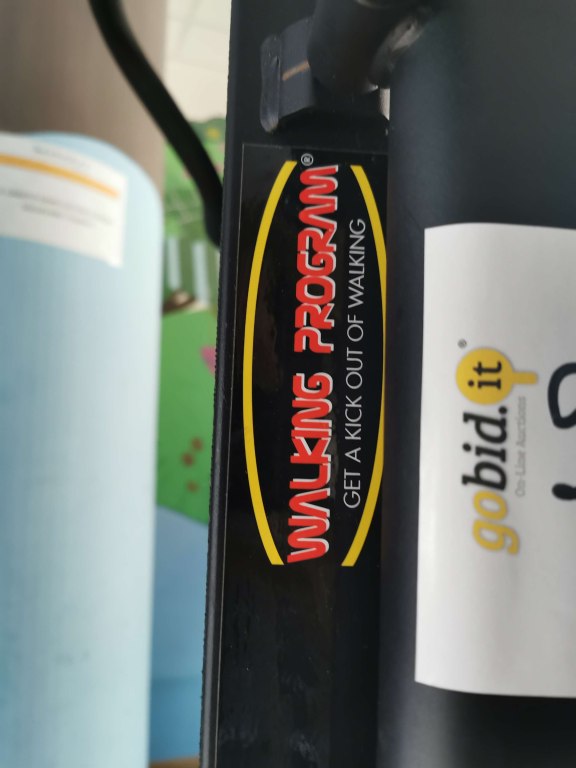 WALKING PROGRAM®
GET A KICK OUT OF WALKING
gobid.it®
On-Line Auctions